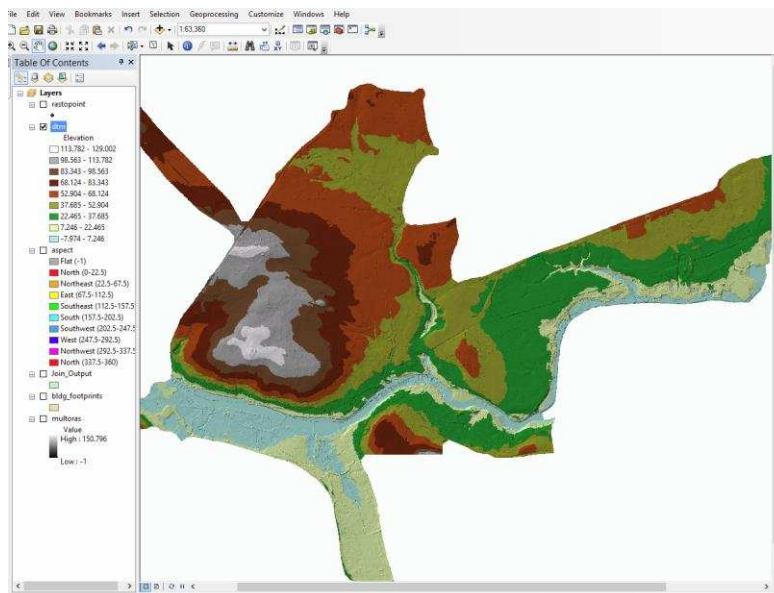 File Edit View Bookmarks Insert Selection Geoprocessing Customize Windows Help
1:63,360
Table Of Contents
Layers
rastopoint
dtm
Elevation
113.782 - 129.002
98.563 - 113.782
83.343 - 98.563
68.124 - 83.343
52.904 - 68.124
37.685 - 52.904
22.465 - 37.685
7.246 - 22.465
-7.974 - 7.246
aspect
Flat (-1)
North (0-22.5)
Northeast (22.5-67.5)
East (67.5-112.5)
Southeast (112.5-157.5
South (157.5-202.5)
Southwest (202.5-247.5
West (247.5-292.5)
Northwest (292.5-337.5
North (337.5-360)
Join_Output
bldg_footprints
multoras
Value
High : 150.796
Low : -1